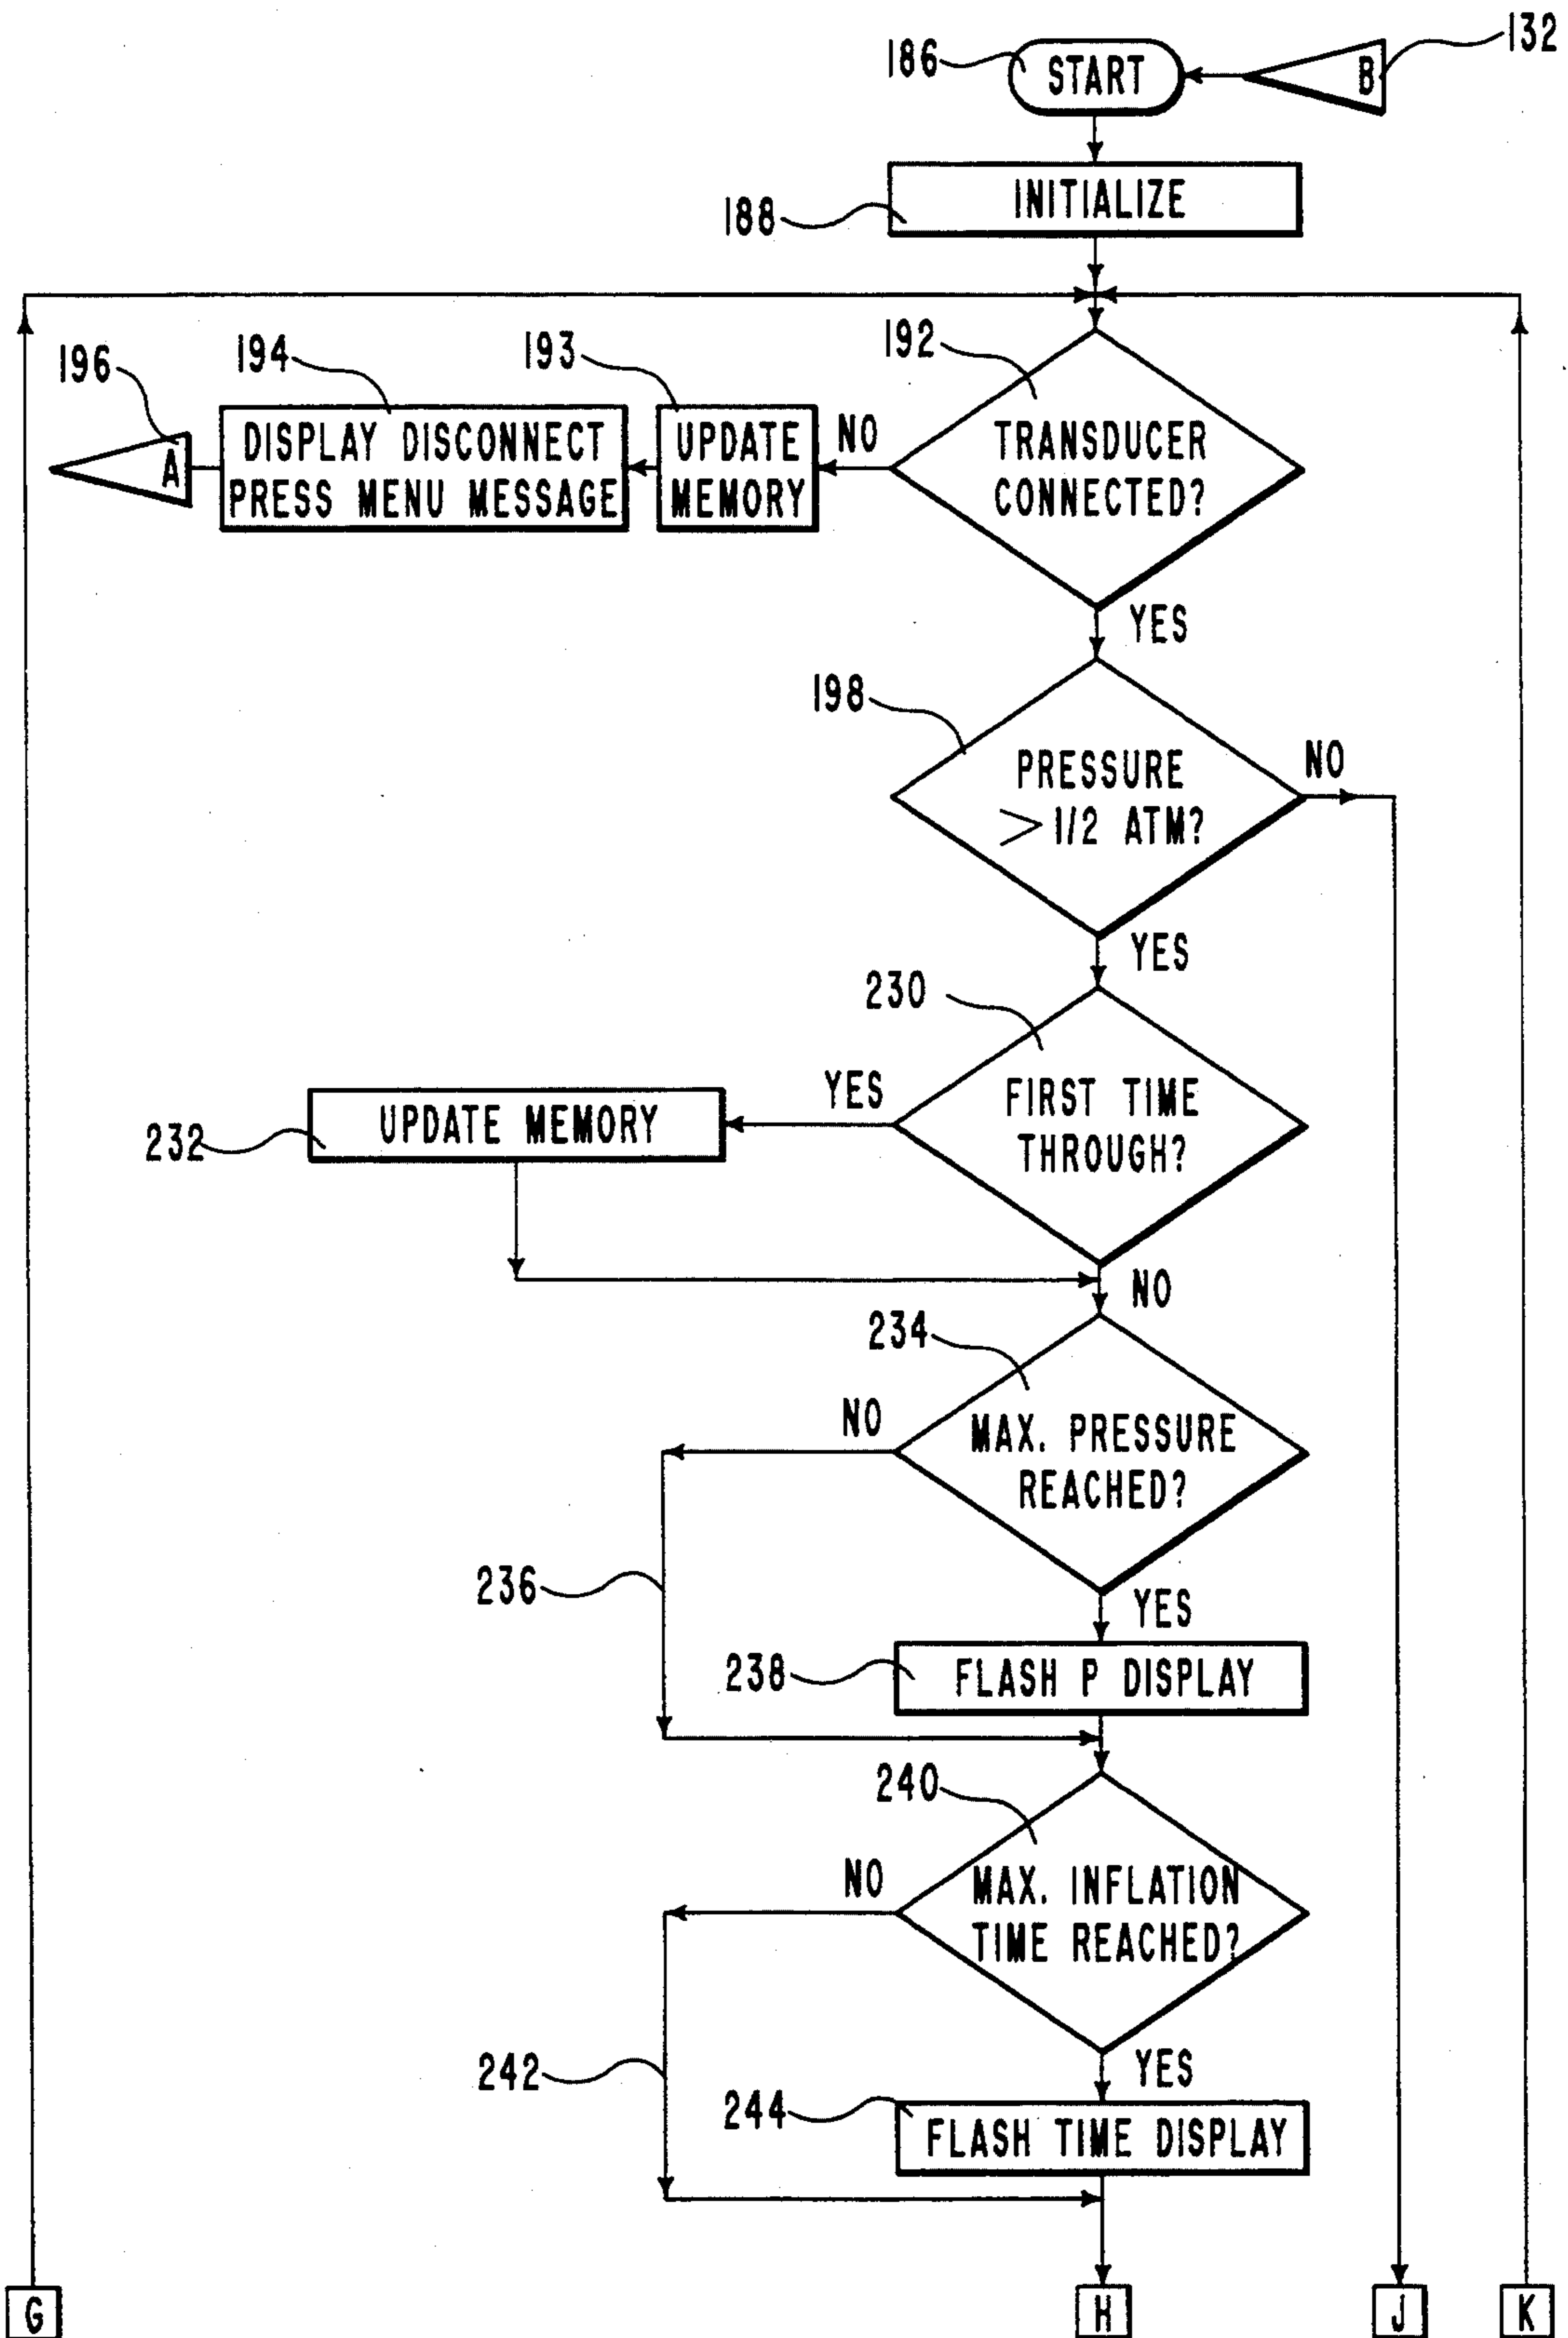 186
START
B
132
INITIALIZE
188
192
196
194
193
A
DISPLAY DISCONNECT
PRESS MENU MESSAGE
UPDATE
MEMORY
NO
TRANSDUCER
CONNECTED?
YES
198
PRESSURE
> 1/2 ATM?
NO
YES
230
FIRST TIME
THROUGH?
YES
UPDATE MEMORY
232
NO
234
MAX. PRESSURE
REACHED?
NO
236
YES
238
FLASH P DISPLAY
240
MAX. INFLATION
TIME REACHED?
NO
242
YES
244
FLASH TIME DISPLAY
G
H
J
K